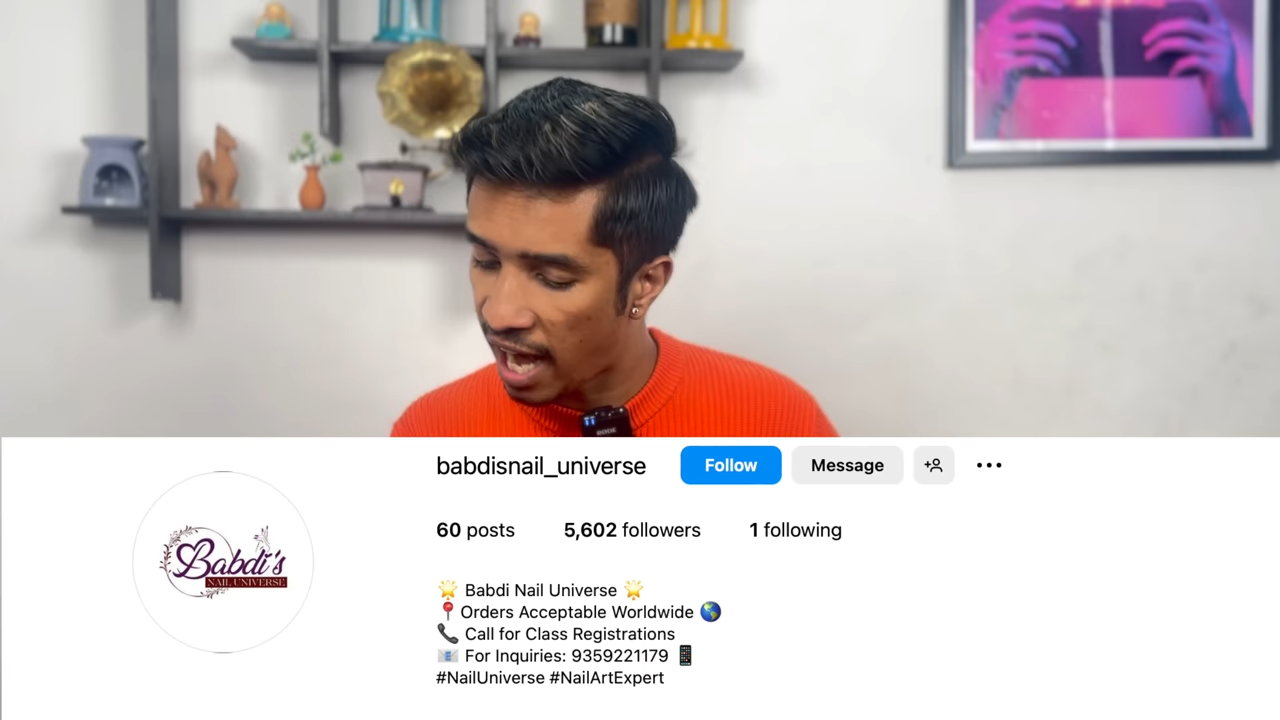 babdisnail_universe Follow Message
60 posts 5,602 followers 1 following
Babdi's
NAIL UNIVERSE
🌟 Babdi Nail Universe 🌟
📍Orders Acceptable Worldwide 🌎
📞 Call for Class Registrations
📧 For Inquiries: 9359221179 📱
#NailUniverse #NailArtExpert